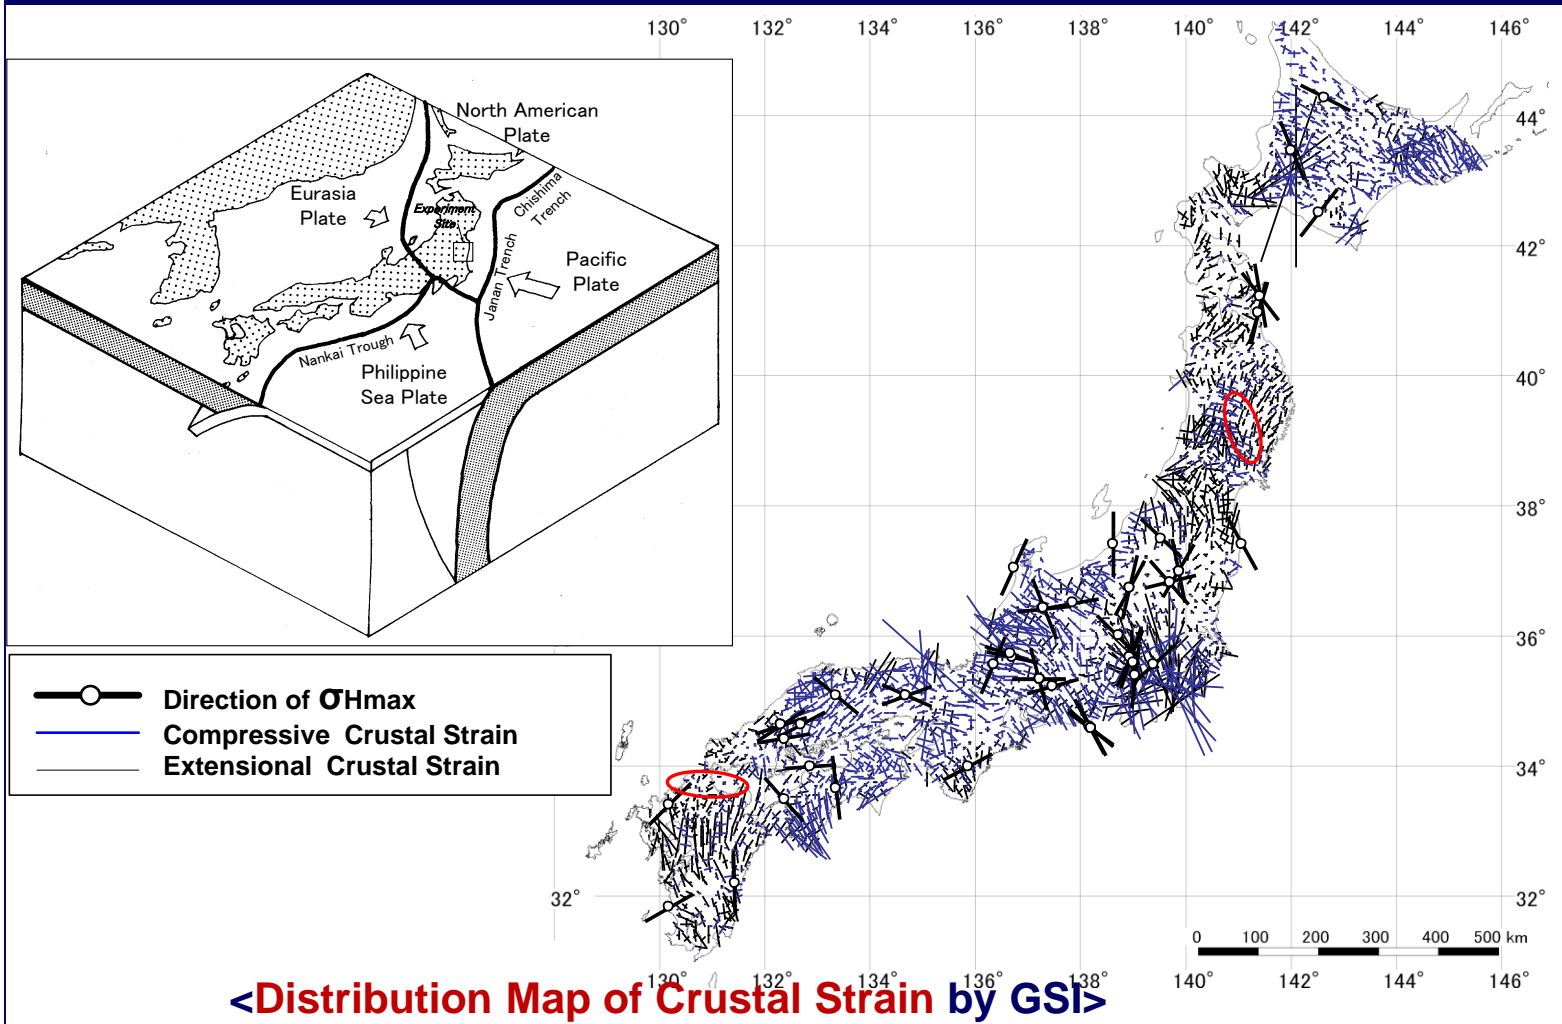 130° 132° 134° 136° 138° 140° 142° 144° 146°
North American
Plate
Eurasia
Plate
Experiment
Site
Chishima
Trench
Janan Trench
Pacific
Plate
Nankai Trough
Philippine
Sea Plate
44°
42°
40°
38°
36°
34°
32°
32°
Direction of σHmax
Compressive Crustal Strain
Extensional Crustal Strain
0 100 200 300 400 500 km
130° 132° 134° 136° 138° 140° 142° 144° 146°
<Distribution Map of Crustal Strain by GSI>